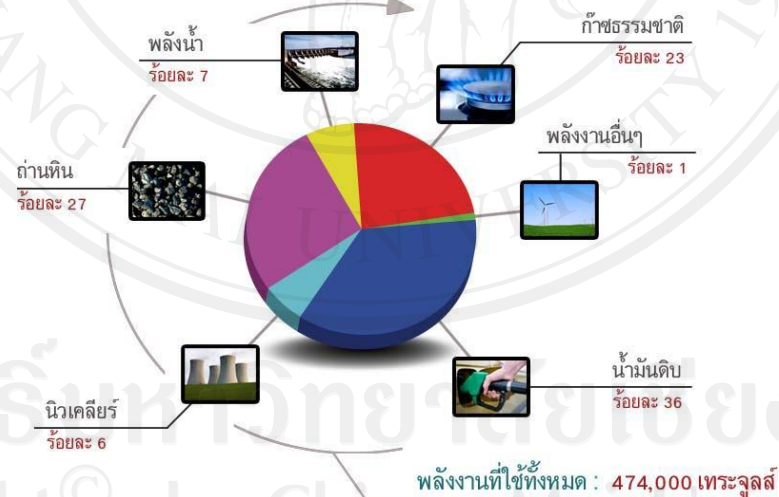 พลังน้ำ
ร้อยละ 7
ก๊าซธรรมชาติ
ร้อยละ 23
พลังงานอื่นๆ
ร้อยละ 1
ถ่านหิน
ร้อยละ 27
น้ำมันดิบ
ร้อยละ 36
นิวเคลียร์
ร้อยละ 6
พลังงานที่ใช้ทั้งหมด : 474,000 เทระจูลส์